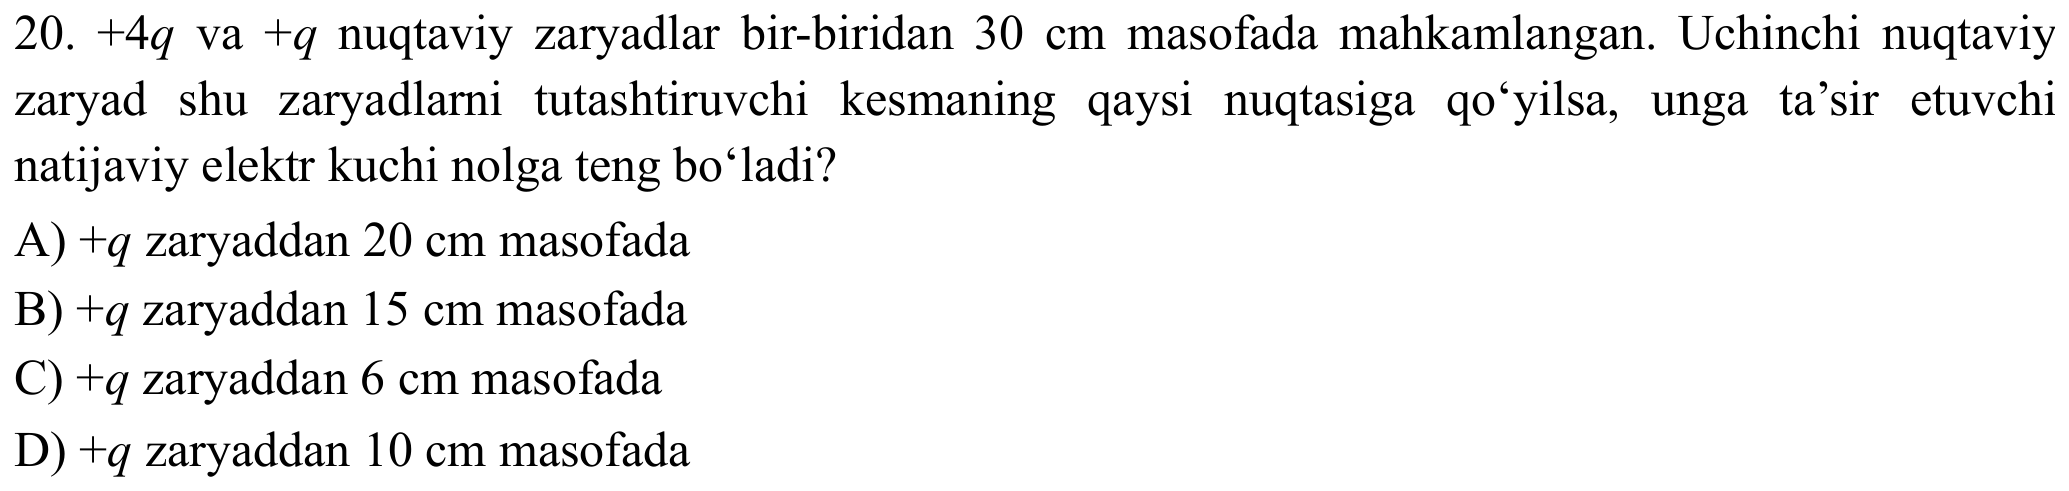 20. +4q va +q nuqtaviy zaryadlar bir-biridan 30 cm masofada mahkamlangan. Uchinchi nuqtaviy
zaryad shu zaryadlarni tutashtiruvchi kesmaning qaysi nuqtasiga qo‘yilsa, unga ta’sir etuvchi
natijaviy elektr kuchi nolga teng bo‘ladi?
A) +q zaryaddan 20 cm masofada
B) +q zaryaddan 15 cm masofada
C) +q zaryaddan 6 cm masofada
D) +q zaryaddan 10 cm masofada